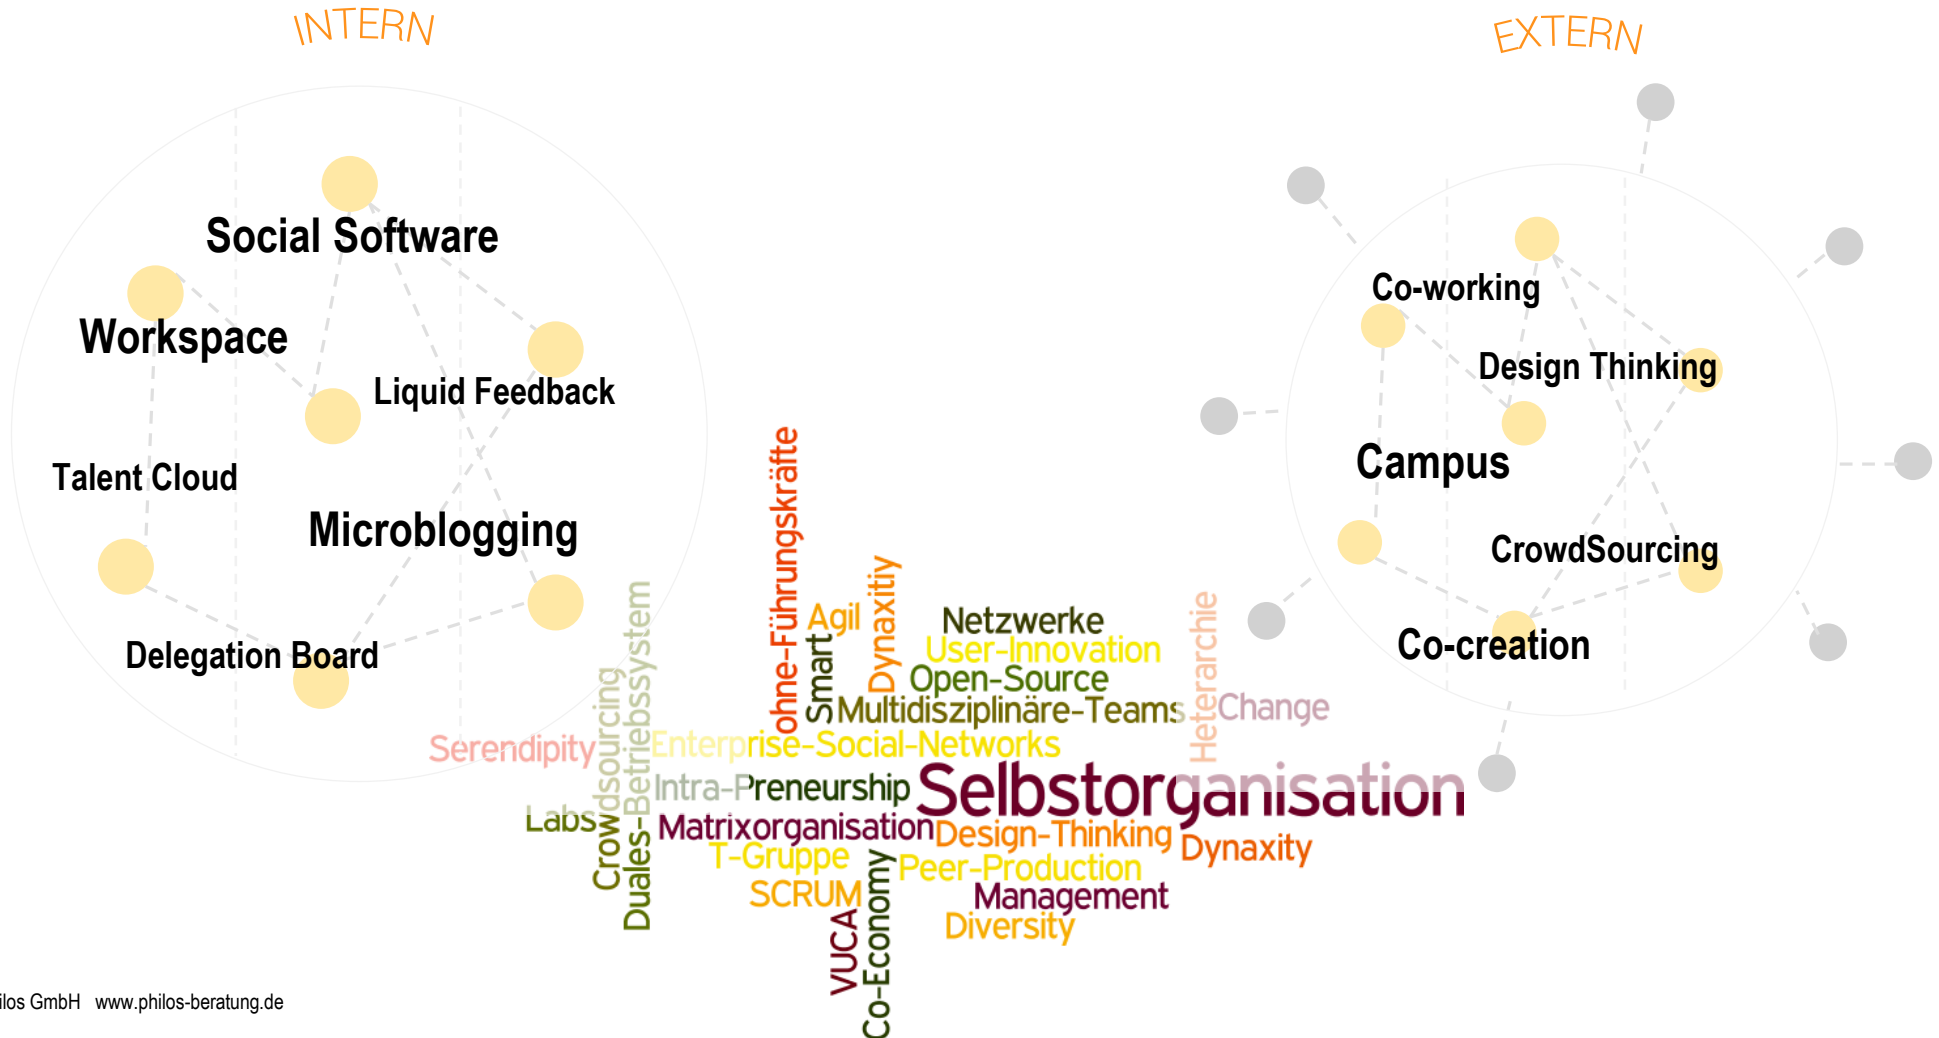 INTERN
EXTERN
Social Software
Workspace
Liquid Feedback
Talent Cloud
Microblogging
Delegation Board
Co-working
Design Thinking
Campus
CrowdSourcing
Co-creation
ohne-Führungskräfte
Agil
Smart
Dynaxitiy
Netzwerke
User-Innovation
Open-Source
Multidisziplinäre-Teams
Heterarchie
Change
Serendipity
Crowdsourcing
Duales-Betriebssystem
Enterprise-Social-Networks
Intra-Preneurship
Selbstorganisation
Labs
Matrixorganisation
Design-Thinking
Dynaxity
T-Gruppe
Peer-Production
SCRUM
Management
Diversity
VUCA
Co-Economy
ilos GmbH www.philos-beratung.de